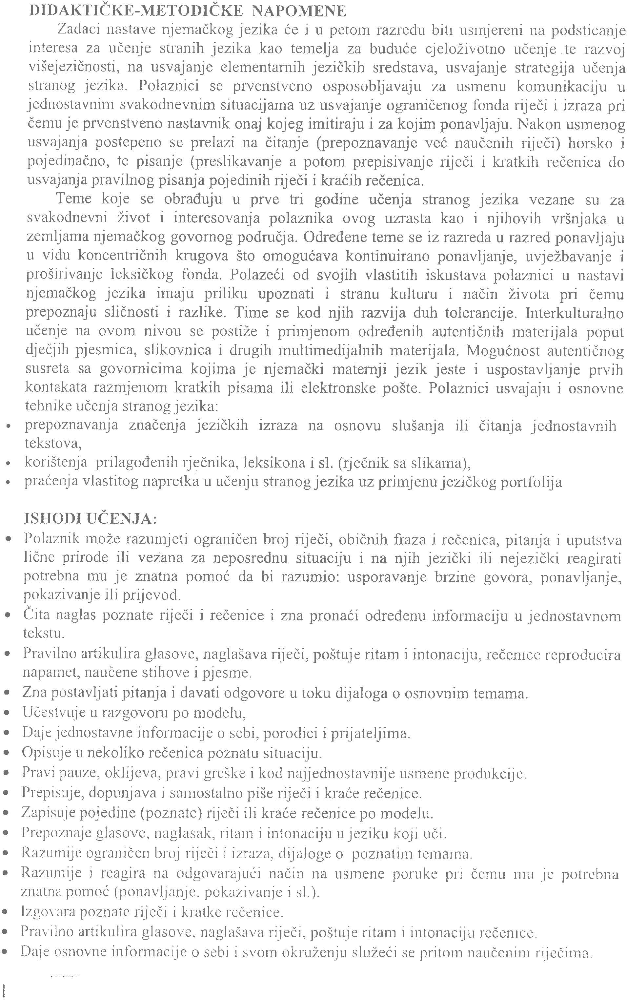 DIDAKTIČKE-METODIČKE NAPOMENE
Zadaci nastave njemačkog jezika će i u petom razredu biti usmjereni na podsticanje
interesa za učenje stranih jezika kao temelja za buduće cjeloživotno učenje te razvoj
višejezičnosti, na usvajanje elementarnih jezičkih sredstava, usvajanje strategija učenja
stranog jezika. Polaznici se prvenstveno osposobljavaju za usmenu komunikaciju u
jednostavnim svakodnevnim situacijama uz usvajanje ograničenog fonda riječi i izraza pri
čemu je prvenstveno nastavnik onaj kojeg imitiraju i za kojim ponavljaju. Nakon usmenog
usvajanja postepeno se prelazi na čitanje (prepoznavanje već naučenih riječi) horsko i
pojedinačno, te pisanje (preslikavanje a potom prepisivanje riječi i kratkih rečenica do
usvajanja pravilnog pisanja pojedinih riječi i kraćih rečenica.
Teme koje se obrađuju u prve tri godine učenja stranog jezika vezane su za
svakodnevni život i interesovanja polaznika ovog uzrasta kao i njihovih vršnjaka u
zemljama njemačkog govornog područja. Određene teme se iz razreda u razred ponavljaju
u vidu koncentričnih krugova što omogućava kontinuirano ponavljanje, uvježbavanje i
proširivanje leksičkog fonda. Polazeći od svojih vlastitih iskustava polaznici u nastavi
njemačkog jezika imaju priliku upoznati i stranu kulturu i način života pri čemu
prepoznaju sličnosti i razlike. Time se kod njih razvija duh tolerancije. Interkulturalno
učenje na ovom nivou se postiže i primjenom određenih autentičnih materijala poput
dječjih pjesmica, slikovnica i drugih multimedijalnih materijala. Mogućnost autentičnog
susreta sa govornicima kojima je njemački maternji jezik jeste i uspostavljanje prvih
kontakata razmjenom kratkih pisama ili elektronske pošte. Polaznici usvajaju i osnovne
tehnike učenja stranog jezika:
• prepoznavanja značenja jezičkih izraza na osnovu slušanja ili čitanja jednostavnih
tekstova,
• korištenja prilagođenih rječnika, leksikona i sl. (rječnik sa slikama),
• praćenja vlastitog napretka u učenju stranog jezika uz primjenu jezičkog portfolija
ISHODI UČENJA:
• Polaznik može razumjeti ograničen broj riječi, običnih fraza i rečenica, pitanja i uputstva
lične prirode ili vezana za neposrednu situaciju i na njih jezički ili nejezički reagirati
potrebna mu je znatna pomoć da bi razumio: usporavanje brzine govora, ponavljanje,
pokazivanje ili prijevod.
• Čita naglas poznate riječi i rečenice i zna pronaći određenu informaciju u jednostavnom
tekstu.
• Pravilno artikulira glasove, naglašava riječi, poštuje ritam i intonaciju, rečenice reproducira
napamet, naučene stihove i pjesme.
• Zna postavljati pitanja i davati odgovore u toku dijaloga o osnovnim temama.
• Učestvuje u razgovoru po modelu,
• Daje jednostavne informacije o sebi, porodici i prijateljima.
• Opisuje u nekoliko rečenica poznatu situaciju.
• Pravi pauze, oklijeva, pravi greške i kod najjednostavnije usmene produkcije.
• Prepisuje, dopunjava i samostalno piše riječi i kraće rečenice.
• Zapisuje pojedine (poznate) riječi ili kraće rečenice po modelu.
• Prepoznaje glasove, naglasak, ritam i intonaciju u jeziku koji uči.
• Razumije ograničen broj riječi i izraza, dijaloge o poznatim temama.
• Razumije i reagira na odgovarajući način na usmene poruke pri čemu mu je potrebna
znatna pomoć (ponavljanje, pokazivanje i sl.).
• Izgovara poznate riječi i kratke rečenice.
• Pravilno artikulira glasove, naglašava riječi, poštuje ritam i intonaciju rečenice.
• Daje osnovne informacije o sebi i svom okruženju služeći se pritom naučenim riječima.